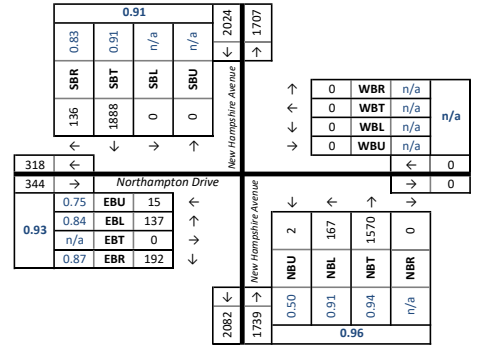 0.91
0.83 0.91 n/a n/a
SBR SBT SBL SBU
136 1888 0 0
← ↓ → ↑
2024 1707
↓ ↑
New Hampshire Avenue
↑ 0 WBR n/a
← 0 WBT n/a
↓ 0 WBL n/a
→ 0 WBU n/a
n/a
318 ←
344 →
Northampton Drive
← 0
→ 0
0.93
0.75 EBU 15 ←
0.84 EBL 137 ↑
n/a EBT 0 →
0.87 EBR 192 ↓
New Hampshire Avenue
↓ ↑
2082 1739
↓ ← ↑ →
2 167 1570 0
NBU NBL NBT NBR
0.50 0.91 0.94 n/a
0.96